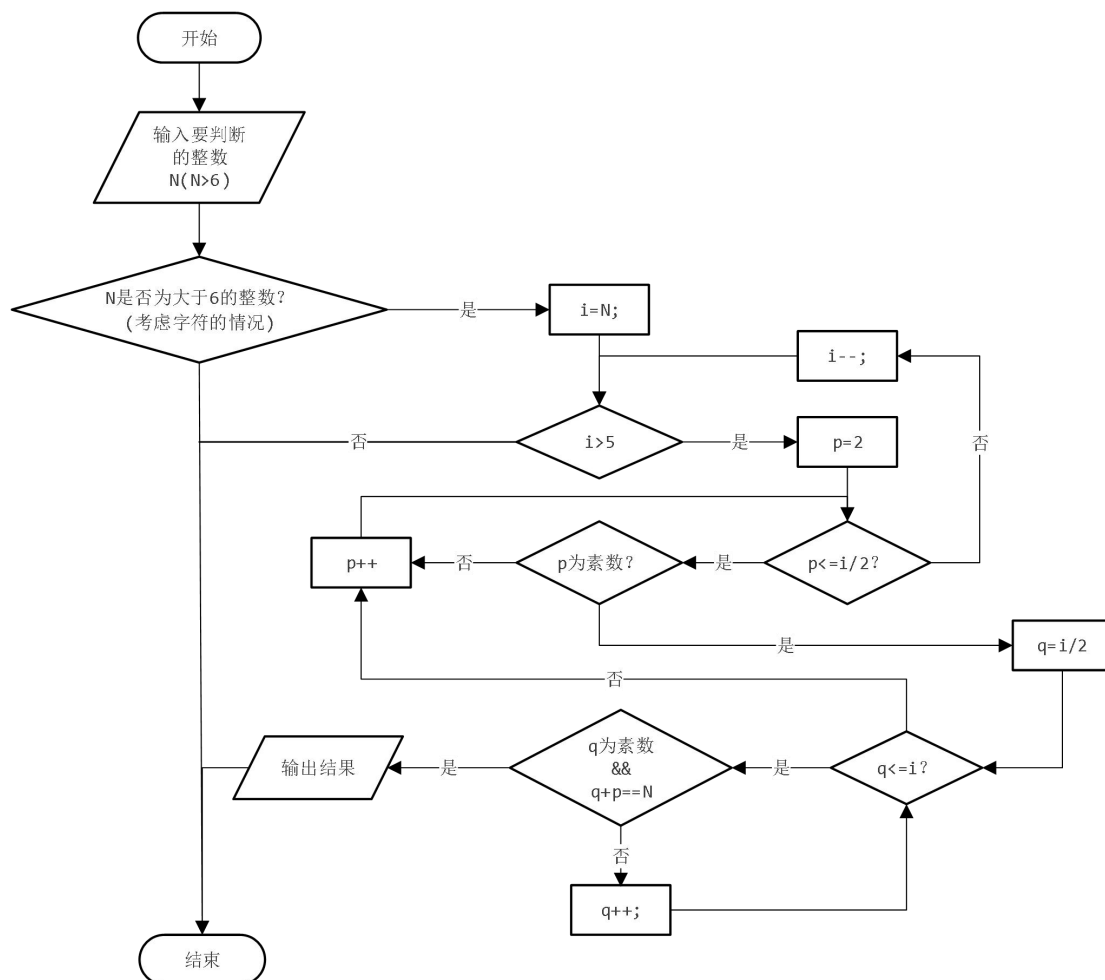 开始
输入要判断
的整数
N(N>6)
N是否为大于6的整数?
(考虑字符的情况)
是
i=N;
i--;
否
i>5
是
p=2
否
p++
否
p为素数?
是
p<=i/2?
是
q=i/2
否
输出结果
是
q为素数
&&
q+p==N
是
q<=i?
否
q++;
结束